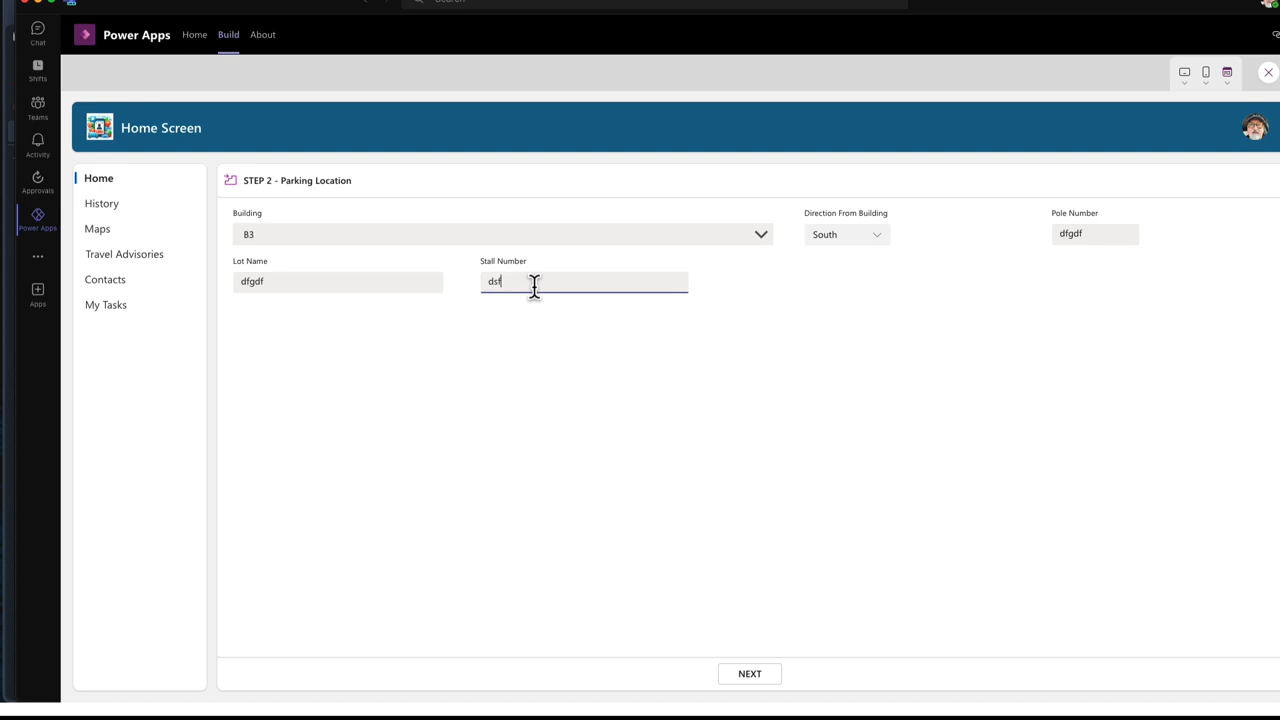 Search
Chat
Shifts
Teams
Activity
Approvals
Power Apps
Apps
Power Apps Home Build About
Home Screen
Home
History
Maps
Travel Advisories
Contacts
My Tasks
STEP 2 - Parking Location
Building Direction From Building Pole Number
B3 South dfgdf
Lot Name Stall Number
dfgdf dsf
NEXT